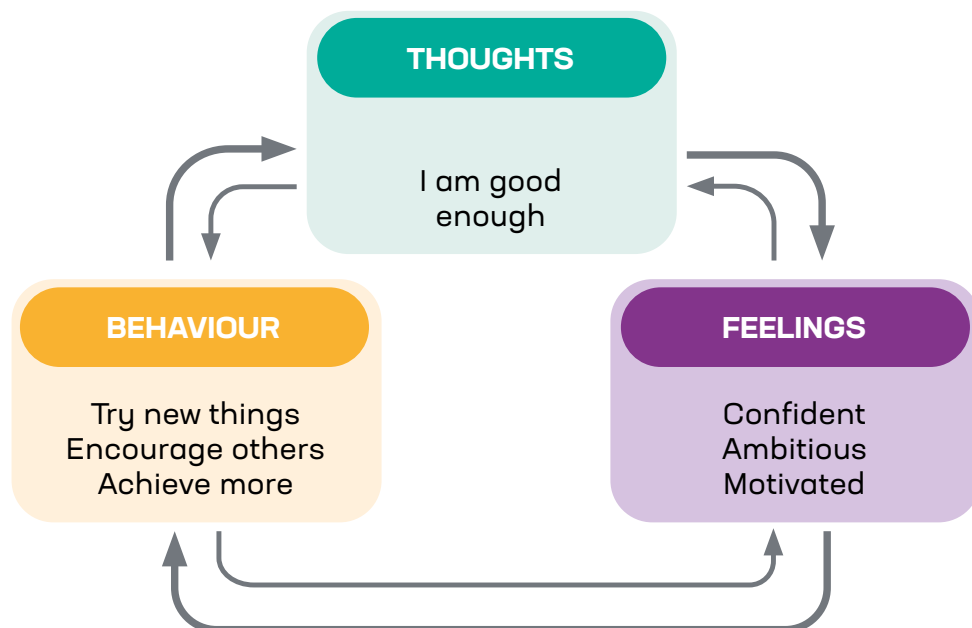 THOUGHTS
I am good
enough
BEHAVIOUR
Try new things
Encourage others
Achieve more
FEELINGS
Confident
Ambitious
Motivated